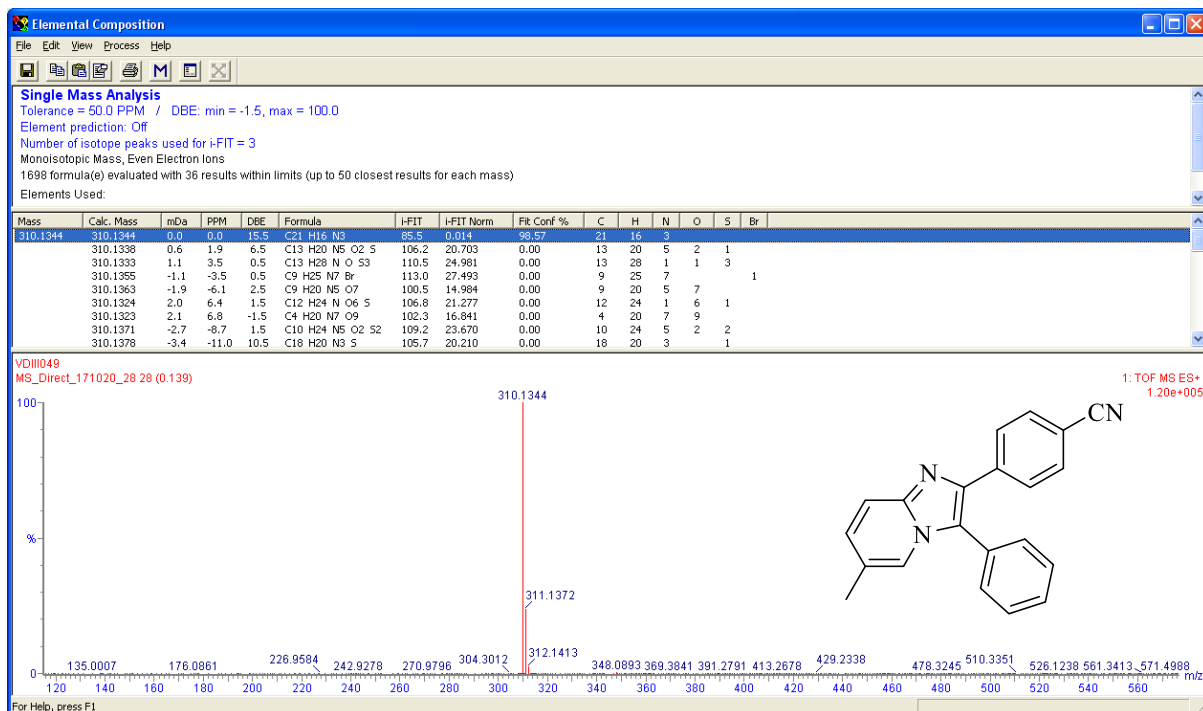 Elemental Composition
File Edit View Process Help
M
Single Mass Analysis
Tolerance = 50.0 PPM / DBE: min = -1.5, max = 100.0
Element prediction: Off
Number of isotope peaks used for i-FIT = 3
Monoisotopic Mass, Even Electron Ions
1698 formula(e) evaluated with 36 results within limits (up to 50 closest results for each mass)
Elements Used:
Mass Calc. Mass mDa PPM DBE Formula i-FIT i-FIT Norm Fit Conf % C H N O S Br
310.1344 310.1344 0.0 0.0 15.5 C21 H16 N3 85.5 0.014 98.57 21 16 3
310.1338 0.6 1.9 6.5 C13 H20 N5 O2 S 106.2 20.703 0.00 13 20 5 2 1
310.1333 1.1 3.5 0.5 C13 H28 N O S3 110.5 24.981 0.00 13 28 1 1 3
310.1355 -1.1 -3.5 0.5 C9 H25 N7 Br 113.0 27.493 0.00 9 25 7 1
310.1363 -1.9 -6.1 2.5 C9 H20 N5 O7 100.5 14.984 0.00 9 20 5 7
310.1324 2.0 6.4 1.5 C12 H24 N O6 S 106.8 21.277 0.00 12 24 1 6 1
310.1323 2.1 6.8 -1.5 C4 H20 N7 O9 102.3 16.841 0.00 4 20 7 9
310.1371 -2.7 -8.7 1.5 C10 H24 N5 O2 S2 109.2 23.670 0.00 10 24 5 2 2
310.1378 -3.4 -11.0 10.5 C18 H20 N3 S 105.7 20.210 0.00 18 20 3 1
VDIII049
MS_Direct_171020_28 28 (0.139)
1: TOF MS ES+
1.20e+005
100
310.1344
CN
N
N
%
311.1372
312.1413
135.0007 176.0861 226.9584 242.9278 270.9796 304.3012 348.0893 369.3841 391.2791 413.2678 429.2338 478.3245 510.3351 526.1238 561.3413 571.4988
0
m/z
120 140 160 180 200 220 240 260 280 300 320 340 360 380 400 420 440 460 480 500 520 540 560
For Help, press F1